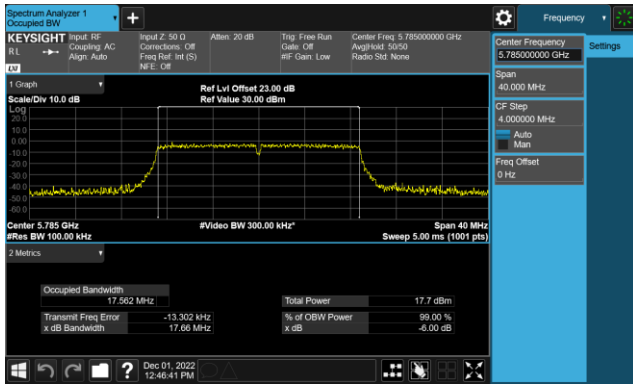 Spectrum Analyzer 1
Occupied BW
Frequency
KEYSIGHT Input: RF Input Z: 50 Ω Atten: 20 dB Trig: Free Run Center Freq: 5.785000000 GHz
RL Coupling: AC Corrections: Off Gate: Off Avg|Hold: 50/50
Align: Auto Freq Ref: Int (S) #IF Gain: Low Radio Std: None
LXI NFE: Off
Center Frequency
5.785000000 GHz
Settings
Span
40.000 MHz
CF Step
4.000000 MHz
Auto
Man
Freq Offset
0 Hz
1 Graph
Ref Lvl Offset 23.00 dB
Scale/Div 10.0 dB Ref Value 30.00 dBm
Log
20.0
10.0
0.00
-10.0
-20.0
-30.0
-40.0
-50.0
-60.0
Center 5.785 GHz #Video BW 300.00 kHz* Span 40 MHz
#Res BW 100.00 kHz Sweep 5.00 ms (1001 pts)
2 Metrics
Occupied Bandwidth
17.562 MHz Total Power 17.7 dBm
Transmit Freq Error -13.302 kHz % of OBW Power 99.00 %
x dB Bandwidth 17.66 MHz x dB -6.00 dB
Dec 01, 2022
12:46:41 PM